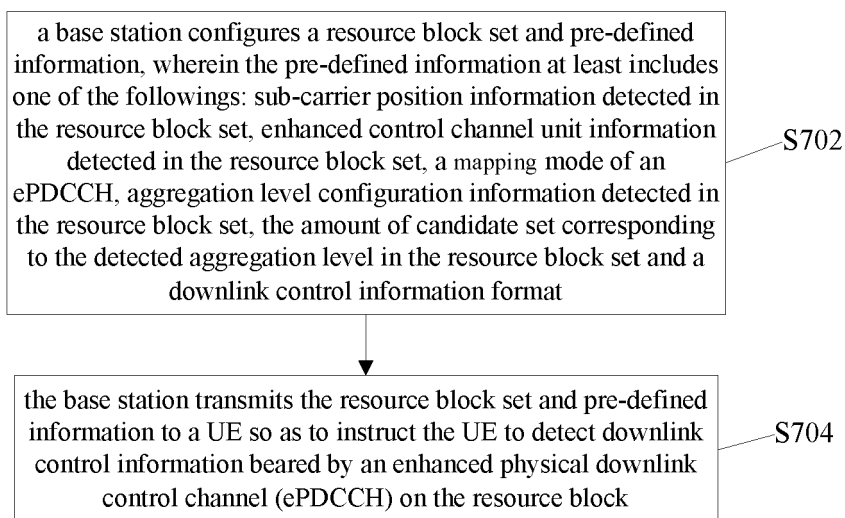 a base station configures a resource block set and pre-defined
information, wherein the pre-defined information at least includes
one of the followings: sub-carrier position information detected in
the resource block set, enhanced control channel unit information
detected in the resource block set, a mapping mode of an
ePDCCH, aggregation level configuration information detected in
the resource block set, the amount of candidate set corresponding
to the detected aggregation level in the resource block set and a
downlink control information format
S702
the base station transmits the resource block set and pre-defined
information to a UE so as to instruct the UE to detect downlink
control information beared by an enhanced physical downlink
control channel (ePDCCH) on the resource block
S704